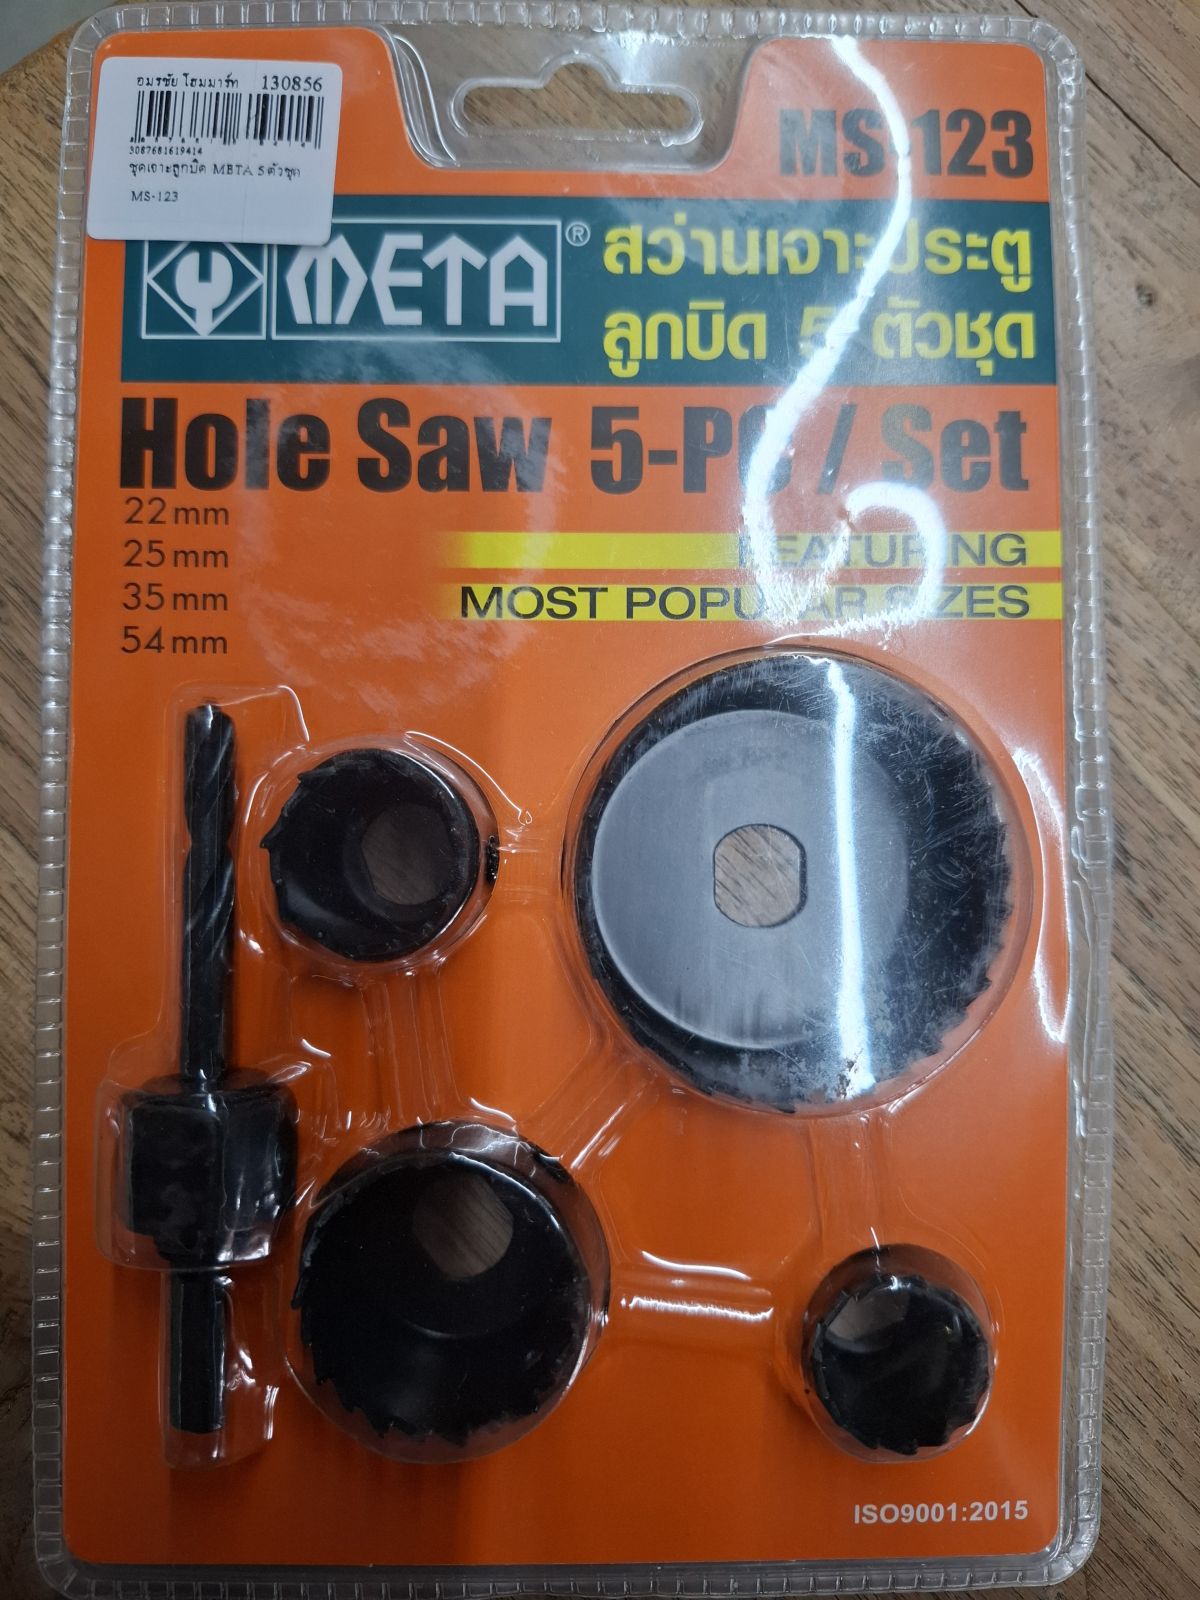 อมรชัย โฮมมาร์ท 130856
3087681619414
ชุดเจาะลูกบิด META 5ตัวชุด
MS-123
MS-123
META®
สว่านเจาะประตู
ลูกบิด 5 ตัวชุด
Hole Saw 5-PC / Set
22mm
25mm
35mm
54mm
FEATURING
MOST POPULAR SIZES
ISO9001:2015